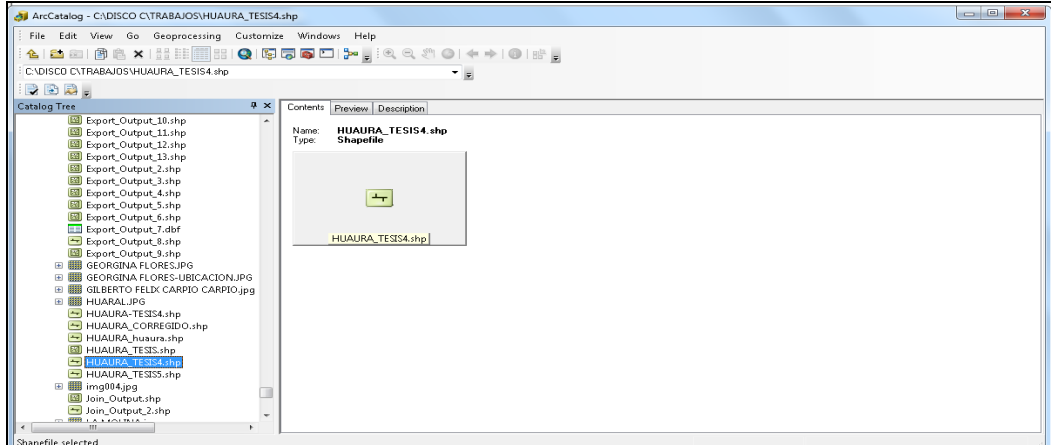 ArcCatalog - C:\DISCO C\TRABAJOS\HUAURA_TESIS4.shp
File Edit View Go Geoprocessing Customize Windows Help
C:\DISCO C\TRABAJOS\HUAURA_TESIS4.shp
Catalog Tree
Export_Output_10.shp
Export_Output_11.shp
Export_Output_12.shp
Export_Output_13.shp
Export_Output_2.shp
Export_Output_3.shp
Export_Output_4.shp
Export_Output_5.shp
Export_Output_6.shp
Export_Output_7.dbf
Export_Output_8.shp
Export_Output_9.shp
GEORGINA FLORES.JPG
GEORGINA FLORES-UBICACION.JPG
GILBERTO FELIX CARPIO CARPIO.jpg
HUARAL.JPG
HUAURA-TESIS4.shp
HUAURA_CORREGIDO.shp
HUAURA_huaura.shp
HUAURA_TESIS.shp
HUAURA_TESIS4.shp
HUAURA_TESIS5.shp
img004.jpg
Join_Output.shp
Join_Output_2.shp
Contents Preview Description
Name: HUAURA_TESIS4.shp
Type: Shapefile
HUAURA_TESIS4.shp
Shapefile selected